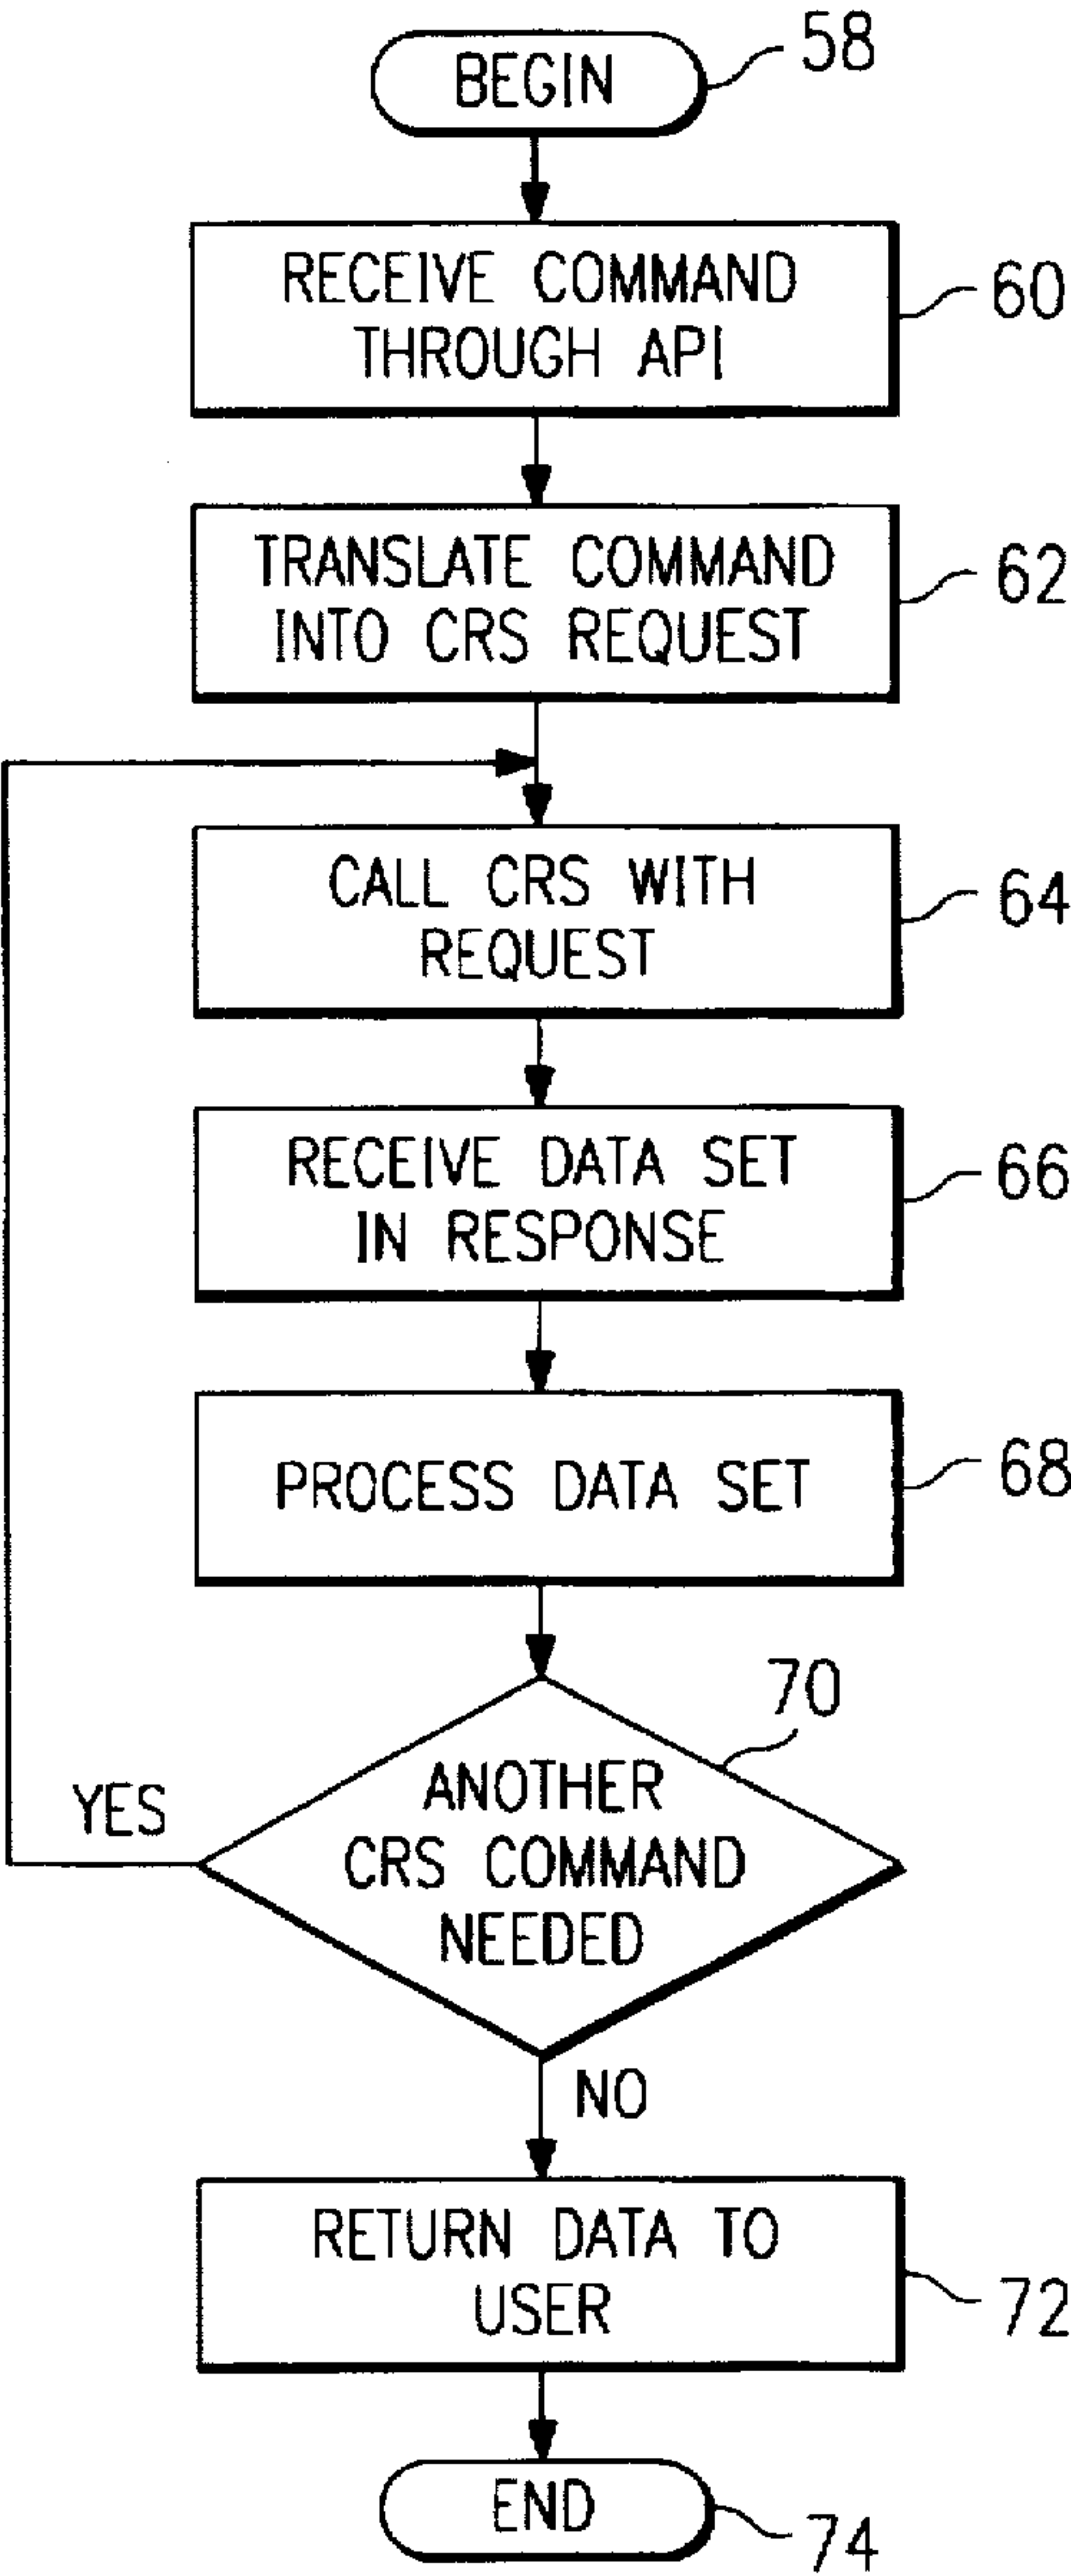 BEGIN
58
RECEIVE COMMAND
THROUGH API
60
TRANSLATE COMMAND
INTO CRS REQUEST
62
CALL CRS WITH
REQUEST
64
RECEIVE DATA SET
IN RESPONSE
66
PROCESS DATA SET
68
70
ANOTHER
CRS COMMAND
NEEDED
YES
NO
RETURN DATA TO
USER
72
END
74